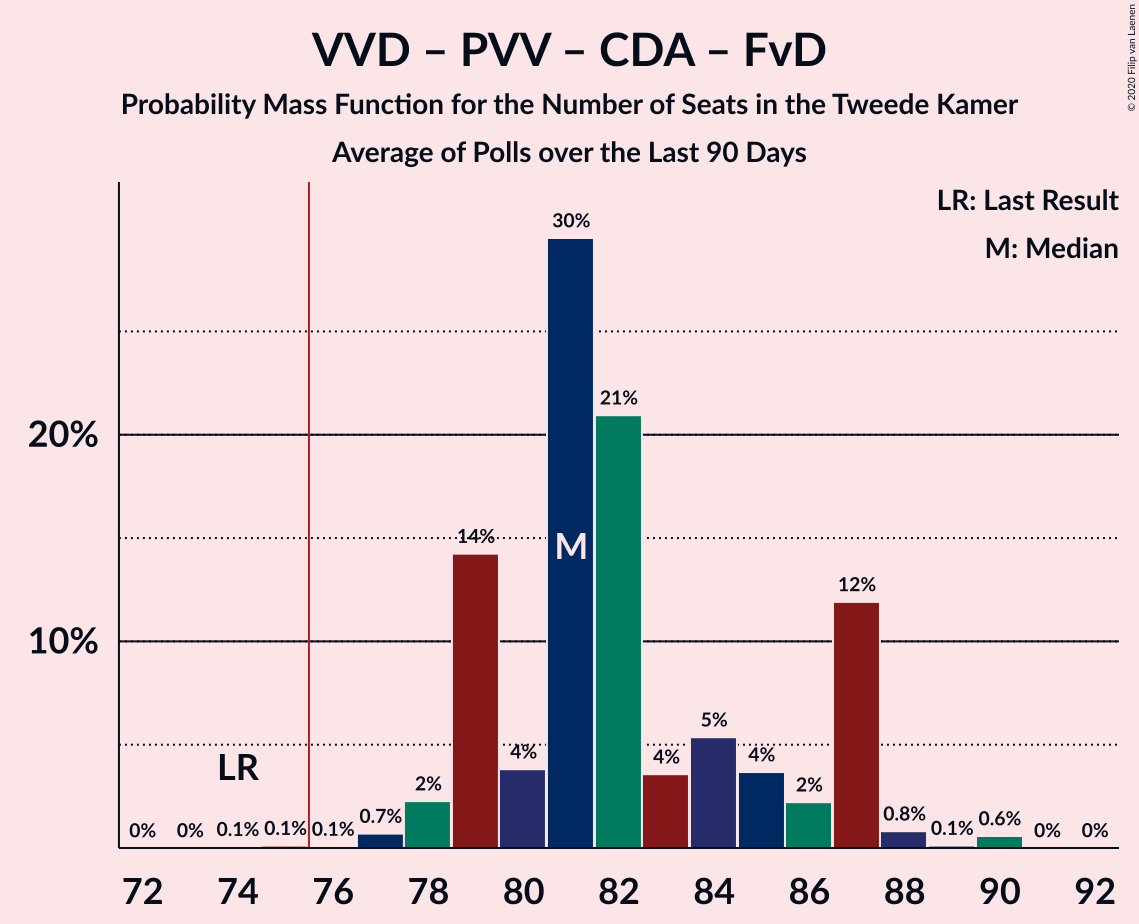 VVD – PVV – CDA – FvD
Probability Mass Function for the Number of Seats in the Tweede Kamer
Average of Polls over the Last 90 Days
© 2020 Filip van Laenen
LR: Last Result
M: Median
30%
21%
20%
14%
M
12%
10%
5%
4%
4%
4%
LR
2%
2%
0.7%
0.8%
0.6%
0%
0%
0.1%
0.1%
0.1%
0.1%
0%
0%
72 74 76 78 80 82 84 86 88 90 92